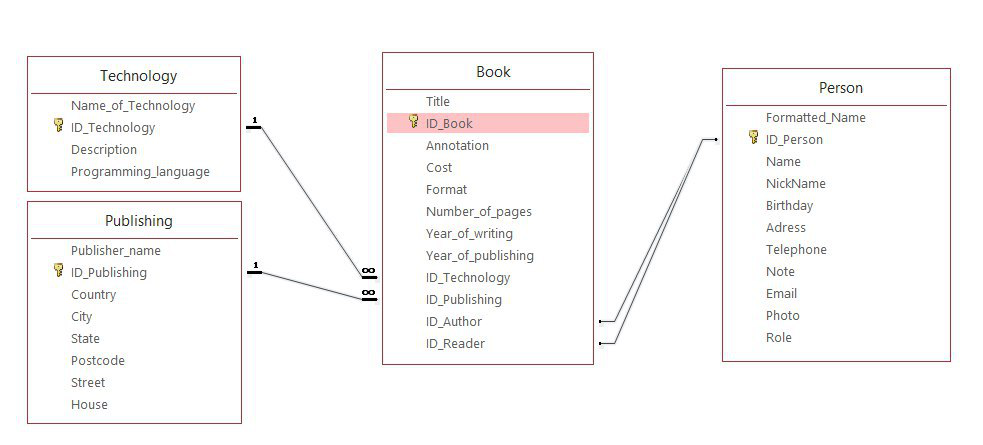 Technology
Name_of_Technology
ID_Technology
Description
Programming_language
Publishing
Publisher_name
ID_Publishing
Country
City
State
Postcode
Street
House
1
1
∞
∞
Book
Title
ID_Book
Annotation
Cost
Format
Number_of_pages
Year_of_writing
Year_of_publishing
ID_Technology
ID_Publishing
ID_Author
ID_Reader
Person
Formatted_Name
ID_Person
Name
NickName
Birthday
Adress
Telephone
Note
Email
Photo
Role